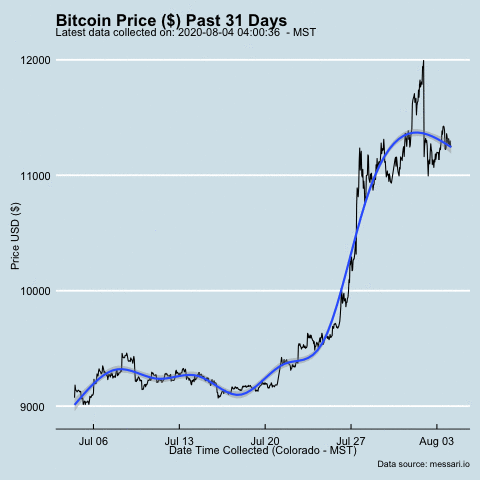 Bitcoin Price ($) Past 31 Days
Latest data collected on: 2020-08-04 04:00:36  - MST
12000
11000
10000
9000
Price USD ($)
Jul 06
Jul 13
Jul 20
Jul 27
Aug 03
Date Time Collected (Colorado - MST)
Data source: messari.io